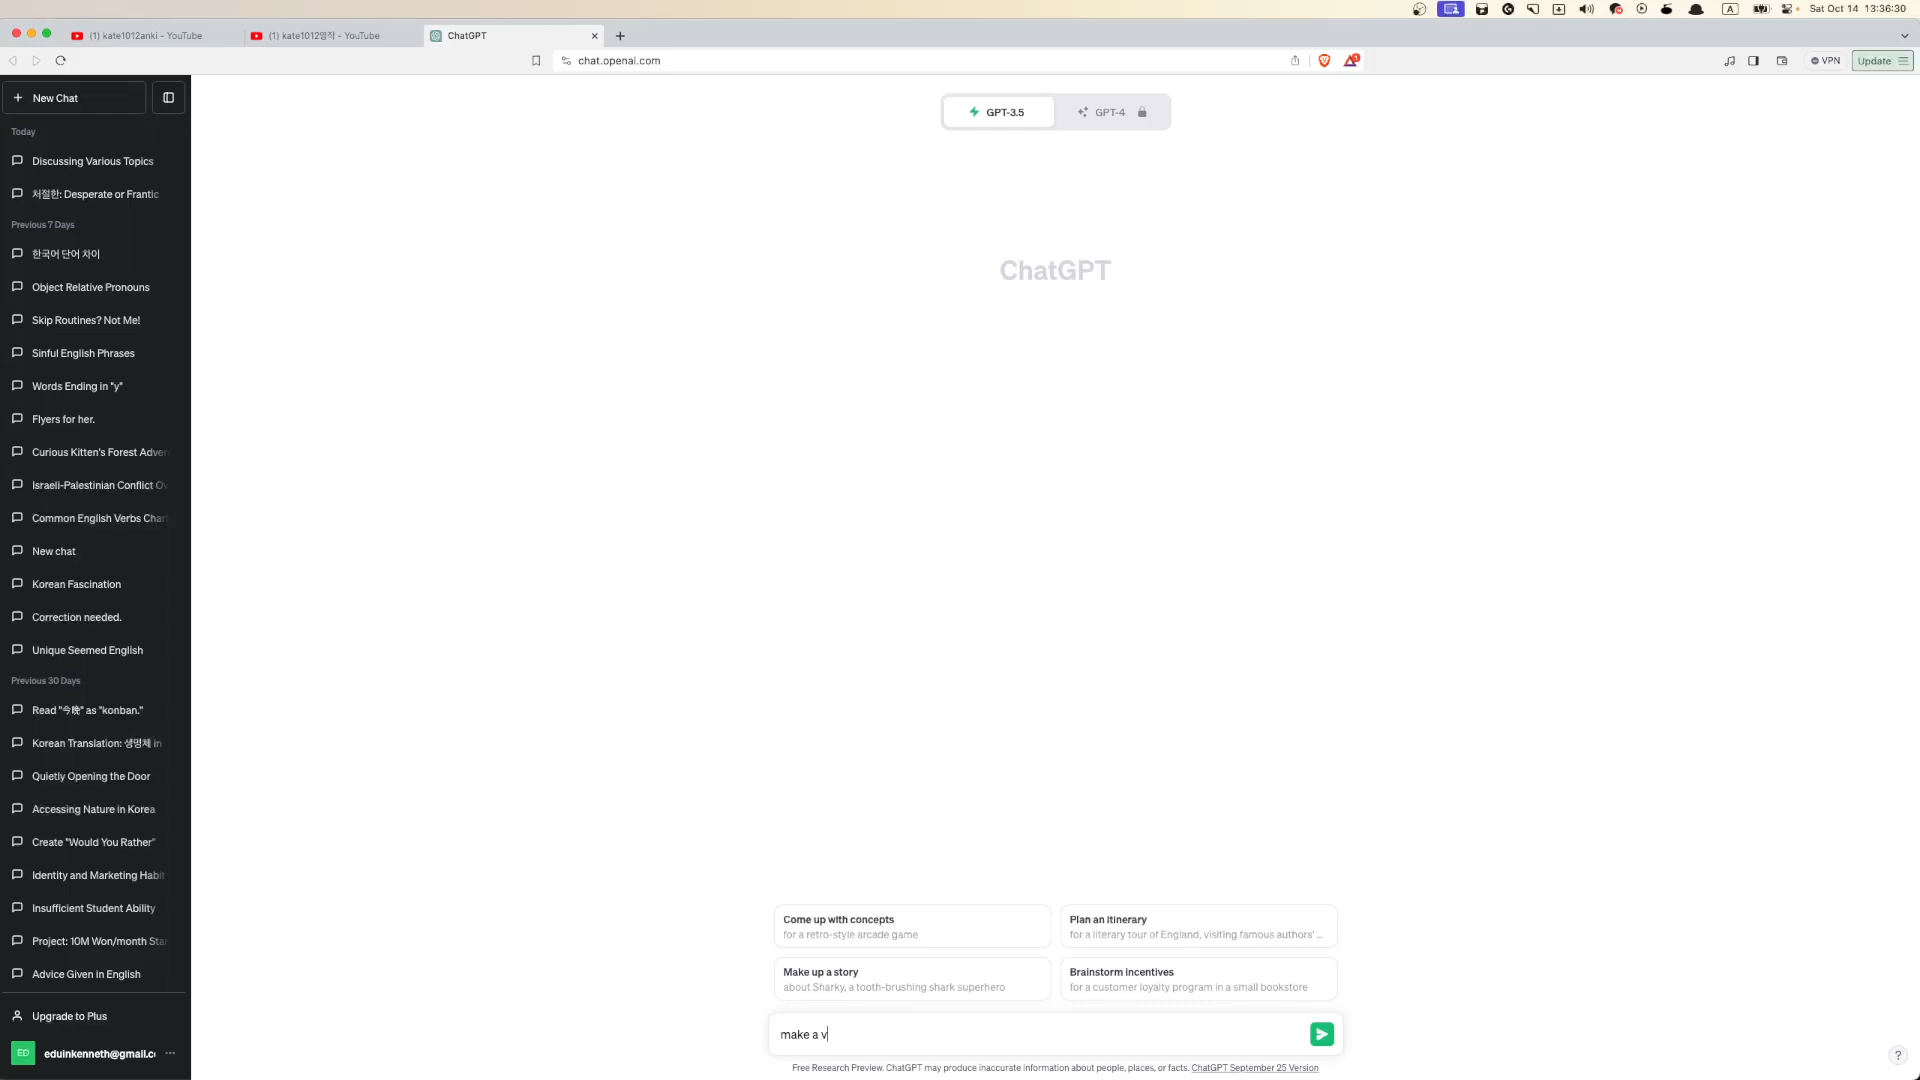 Sat Oct 14 13:36:30
(1) kate1012anki - YouTube
(1) kate1012영작 - YouTube
ChatGPT
chat.openai.com
VPN
Update
New Chat
GPT-3.5
GPT-4
Today
Discussing Various Topics
처절한: Desperate or Frantic
Previous 7 Days
한국어 단어 차이
Object Relative Pronouns
Skip Routines? Not Me!
Sinful English Phrases
Words Ending in "y"
Flyers for her.
Curious Kitten's Forest Adven
Israeli-Palestinian Conflict Ov
Common English Verbs Chart
New chat
Korean Fascination
Correction needed.
Unique Seemed English
Previous 30 Days
Read "今晩" as "konban."
Korean Translation: 생명체 in
Quietly Opening the Door
Accessing Nature in Korea
Create "Would You Rather"
Identity and Marketing Habit
Insufficient Student Ability
Project: 10M Won/month Star
Advice Given in English
Upgrade to Plus
ED
eduinkenneth@gmail.co
ChatGPT
Come up with concepts
for a retro-style arcade game
Plan an itinerary
for a literary tour of England, visiting famous authors' ...
Make up a story
about Sharky, a tooth-brushing shark superhero
Brainstorm incentives
for a customer loyalty program in a small bookstore
make a v
Free Research Preview. ChatGPT may produce inaccurate information about people, places, or facts. ChatGPT September 25 Version
?